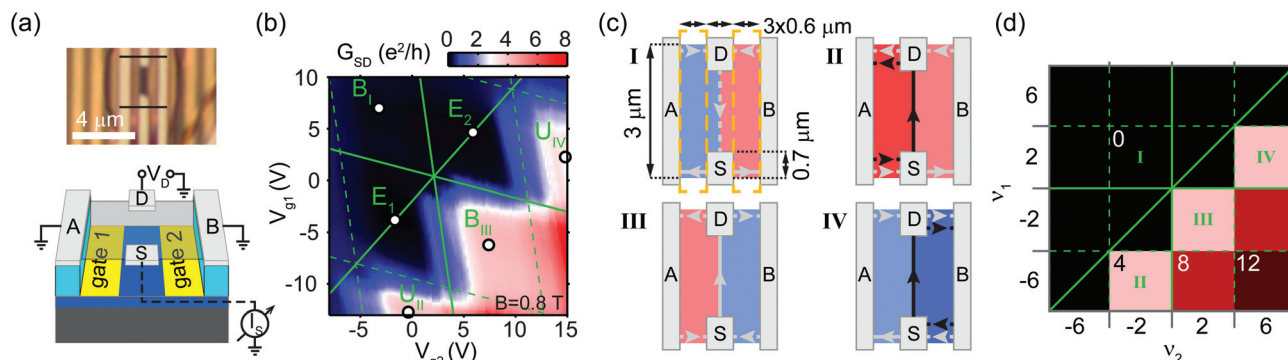 (a)
4 μm
V_D
D
A
B
S
gate 1
gate 2
I_S
(b)
G_SD (e²/h)
0 2 4 6 8
10
5
0
-5
-10
V_g1 (V)
B_I
E_2
U_IV
E_1
B_III
U_II
B=0.8 T
-5 0 5 10 15
V_g2 (V)
(c)
3x0.6 μm
I
D
A
B
S
3 μm
0.7 μm
II
D
A
B
S
III
D
A
B
S
IV
D
A
B
S
(d)
6
2
-2
-6
ν₁
0
I
IV
III
4
8
12
II
-6 -2 2 6
ν₂